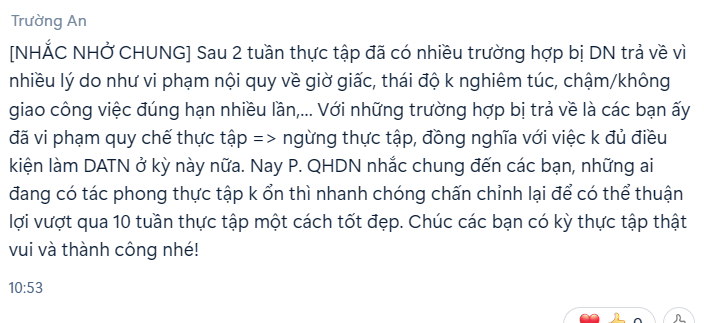 Trường An
[NHẮC NHỞ CHUNG] Sau 2 tuần thực tập đã có nhiều trường hợp bị DN trả về vì
nhiều lý do như vi phạm nội quy về giờ giấc, thái độ k nghiêm túc, chậm/không
giao công việc đúng hạn nhiều lần,... Với những trường hợp bị trả về là các bạn ấy
đã vi phạm quy chế thực tập => ngừng thực tập, đồng nghĩa với việc k đủ điều
kiện làm DATN ở kỳ này nữa. Nay P. QHDN nhắc chung đến các bạn, những ai
đang có tác phong thực tập k ổn thì nhanh chóng chấn chỉnh lại để có thể thuận
lợi vượt qua 10 tuần thực tập một cách tốt đẹp. Chúc các bạn có kỳ thực tập thật
vui và thành công nhé!
10:53